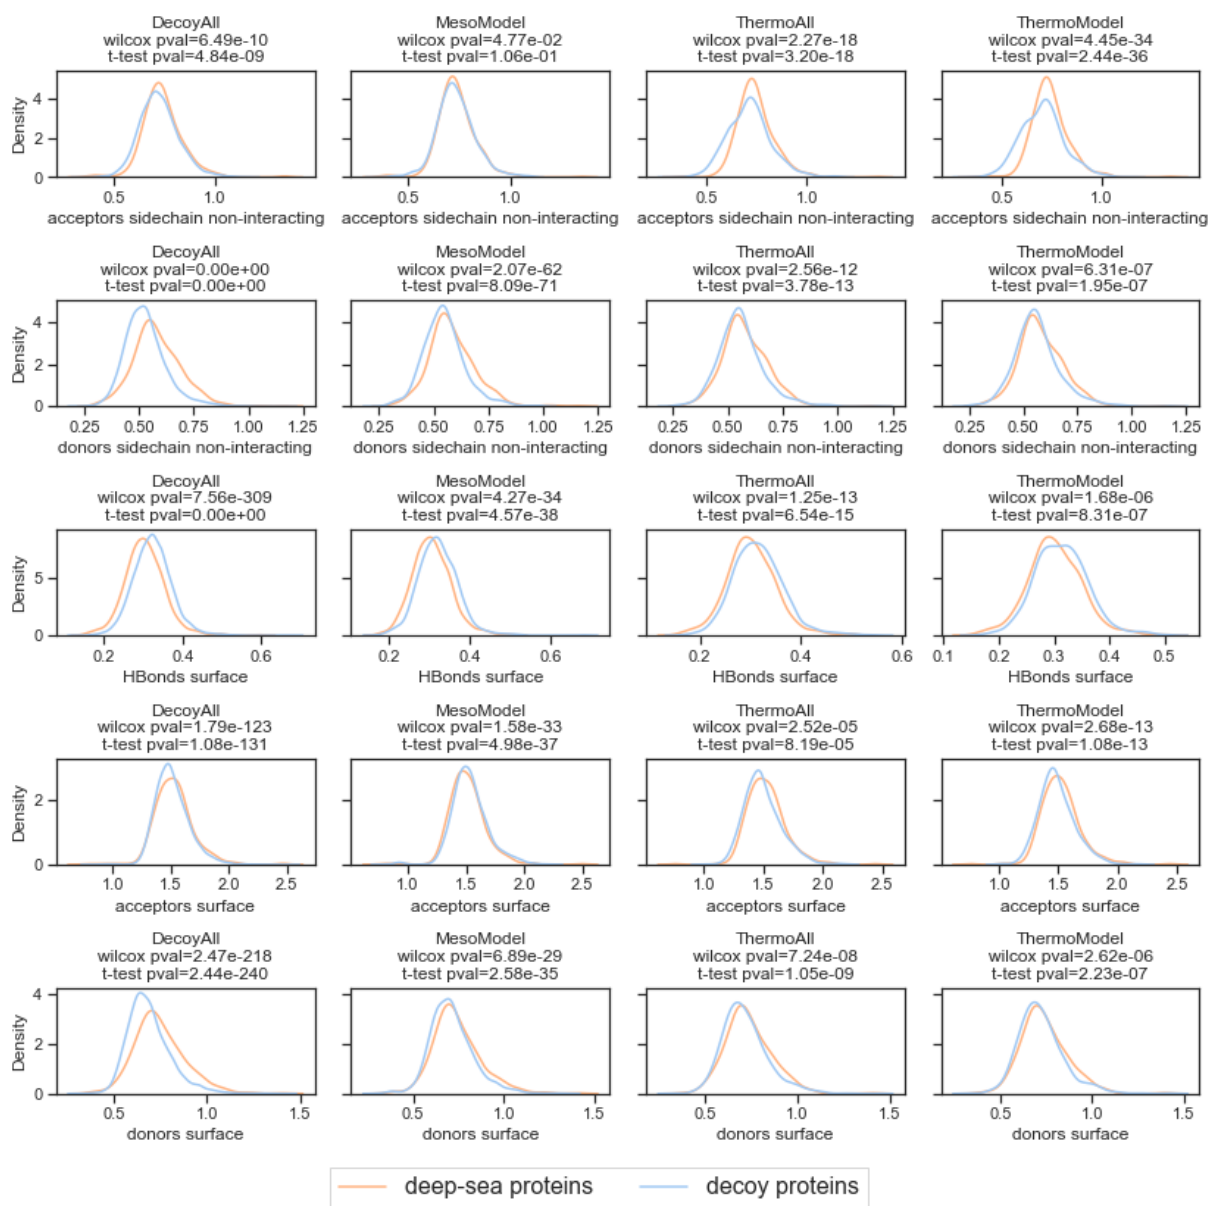 DecoyAll
wilcox pval=6.49e-10
t-test pval=4.84e-09
MesoModel
wilcox pval=4.77e-02
t-test pval=1.06e-01
ThermoAll
wilcox pval=2.27e-18
t-test pval=3.20e-18
ThermoModel
wilcox pval=4.45e-34
t-test pval=2.44e-36
Density
4
2
0
0.5 1.0
0.5 1.0
0.5 1.0
0.5 1.0
acceptors sidechain non-interacting
acceptors sidechain non-interacting
acceptors sidechain non-interacting
acceptors sidechain non-interacting
DecoyAll
wilcox pval=0.00e+00
t-test pval=0.00e+00
MesoModel
wilcox pval=2.07e-62
t-test pval=8.09e-71
ThermoAll
wilcox pval=2.56e-12
t-test pval=3.78e-13
ThermoModel
wilcox pval=6.31e-07
t-test pval=1.95e-07
Density
4
2
0
0.25 0.50 0.75 1.00 1.25
0.25 0.50 0.75 1.00 1.25
0.25 0.50 0.75 1.00 1.25
0.25 0.50 0.75 1.00 1.25
donors sidechain non-interacting
donors sidechain non-interacting
donors sidechain non-interacting
donors sidechain non-interacting
DecoyAll
wilcox pval=7.56e-309
t-test pval=0.00e+00
MesoModel
wilcox pval=4.27e-34
t-test pval=4.57e-38
ThermoAll
wilcox pval=1.25e-13
t-test pval=6.54e-15
ThermoModel
wilcox pval=1.68e-06
t-test pval=8.31e-07
Density
5
0
0.2 0.4 0.6
0.2 0.4 0.6
0.2 0.4 0.6
0.1 0.2 0.3 0.4 0.5
HBonds surface
HBonds surface
HBonds surface
HBonds surface
DecoyAll
wilcox pval=1.79e-123
t-test pval=1.08e-131
MesoModel
wilcox pval=1.58e-33
t-test pval=4.98e-37
ThermoAll
wilcox pval=2.52e-05
t-test pval=8.19e-05
ThermoModel
wilcox pval=2.68e-13
t-test pval=1.08e-13
Density
2
0
1.0 1.5 2.0 2.5
1.0 1.5 2.0 2.5
1.0 1.5 2.0 2.5
1.0 1.5 2.0 2.5
acceptors surface
acceptors surface
acceptors surface
acceptors surface
DecoyAll
wilcox pval=2.47e-218
t-test pval=2.44e-240
MesoModel
wilcox pval=6.89e-29
t-test pval=2.58e-35
ThermoAll
wilcox pval=7.24e-08
t-test pval=1.05e-09
ThermoModel
wilcox pval=2.62e-06
t-test pval=2.23e-07
Density
4
2
0
0.5 1.0 1.5
0.5 1.0 1.5
0.5 1.0 1.5
0.5 1.0 1.5
donors surface
donors surface
donors surface
donors surface
deep-sea proteins
decoy proteins